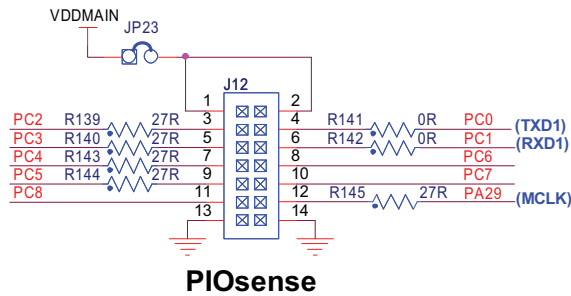 VDDMAIN
JP23
J12
1 2
PC2 R139 27R 3 4 R141 0R PC0 (TXD1)
PC3 R140 27R 5 6 R142 0R PC1 (RXD1)
PC4 R143 27R 7 8 PC6
PC5 R144 27R 9 10 PC7
PC8 11 12 R145 27R PA29 (MCLK)
13 14
PIOsense